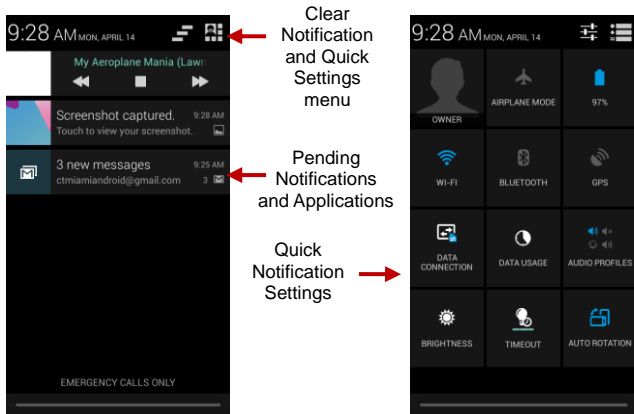 9:28 AM MON, APRIL 14
My Aeroplane Mania (Lawr
Screenshot captured. 9:28 AM
Touch to view your screenshot.
3 new messages 9:25 AM
ctmiamiandroid@gmail.com 3
EMERGENCY CALLS ONLY
Clear
Notification
and Quick
Settings
menu
Pending
Notifications
and Applications
Quick
Notification
Settings
9:28 AM MON, APRIL 14
OWNER
AIRPLANE MODE
97%
WI-FI
BLUETOOTH
GPS
DATA
CONNECTION
DATA USAGE
AUDIO PROFILES
BRIGHTNESS
TIMEOUT
AUTO ROTATION